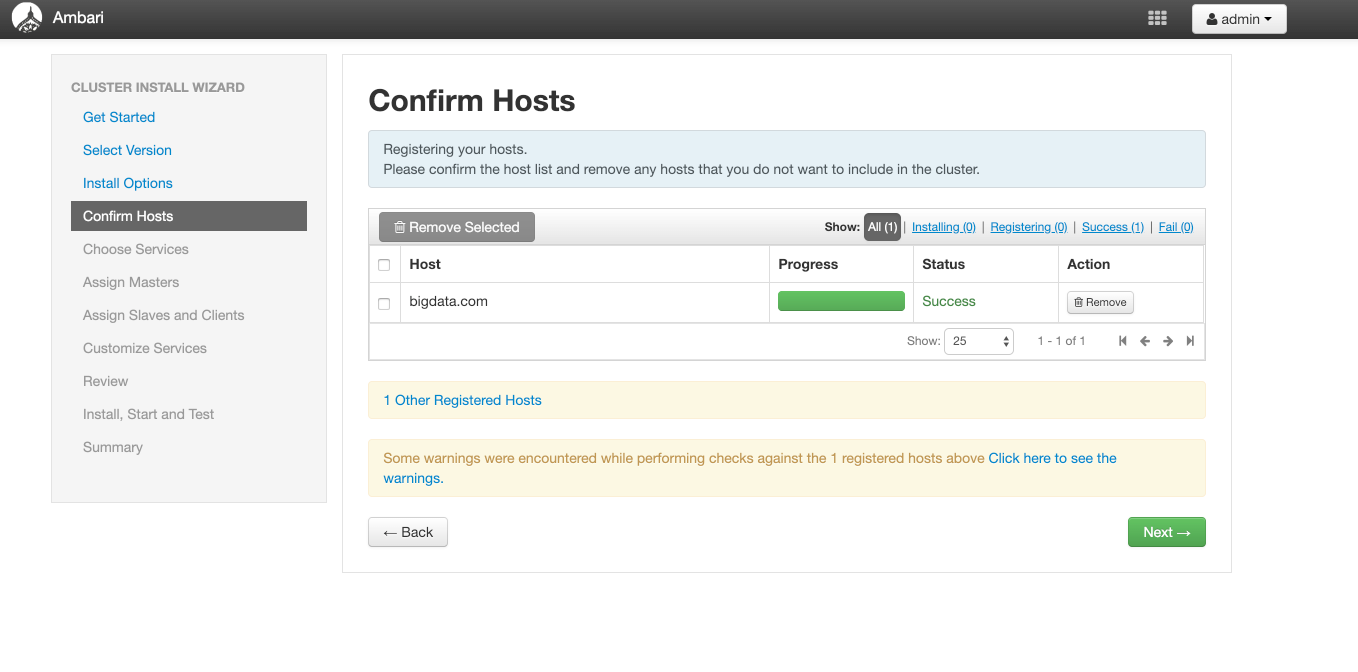 Ambari
admin
CLUSTER INSTALL WIZARD
Get Started
Select Version
Install Options
Confirm Hosts
Choose Services
Assign Masters
Assign Slaves and Clients
Customize Services
Review
Install, Start and Test
Summary
Confirm Hosts
Registering your hosts.
Please confirm the host list and remove any hosts that you do not want to include in the cluster.
Remove Selected
Show: All (1) | Installing (0) | Registering (0) | Success (1) | Fail (0)
Host Progress Status Action
bigdata.com Success Remove
Show: 25 1 - 1 of 1
1 Other Registered Hosts
Some warnings were encountered while performing checks against the 1 registered hosts above Click here to see the
warnings.
← Back
Next →